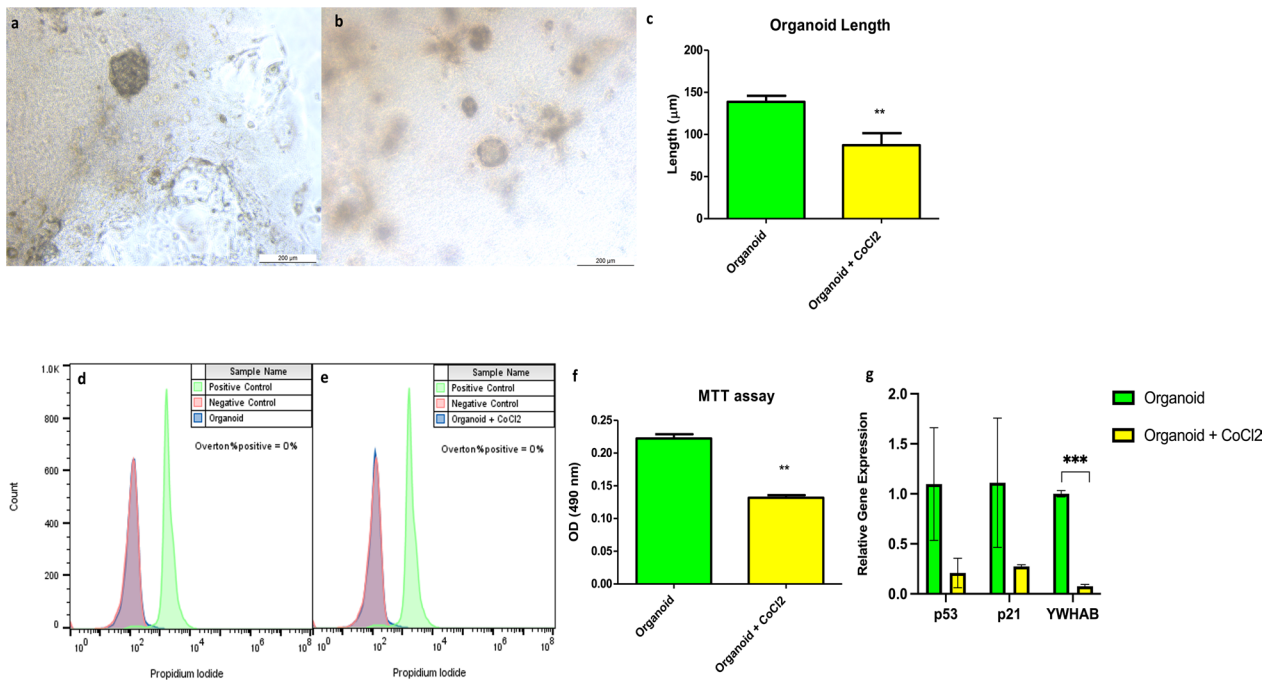 a
200 µm
b
200 µm
c
Organoid Length
Length (µm)
200
150
100
50
0
**
Organoid
Organoid + CoCl2
d
Count
1.0K
800
600
400
200
0
Sample Name
Positive Control
Negative Control
Organoid
Overton%positive = 0%
10^0 10^2 10^4 10^6 10^8
Propidium Iodide
e
Sample Name
Positive Control
Negative Control
Organoid + CoCl2
Overton%positive = 0%
10^0 10^2 10^4 10^6 10^8
Propidium Iodide
f
MTT assay
OD (490 nm)
0.25
0.20
0.15
0.10
0.05
0.00
**
Organoid
Organoid + CoCl2
g
Relative Gene Expression
2.0
1.5
1.0
0.5
0.0
***
p53 p21 YWHAB
Organoid
Organoid + CoCl2